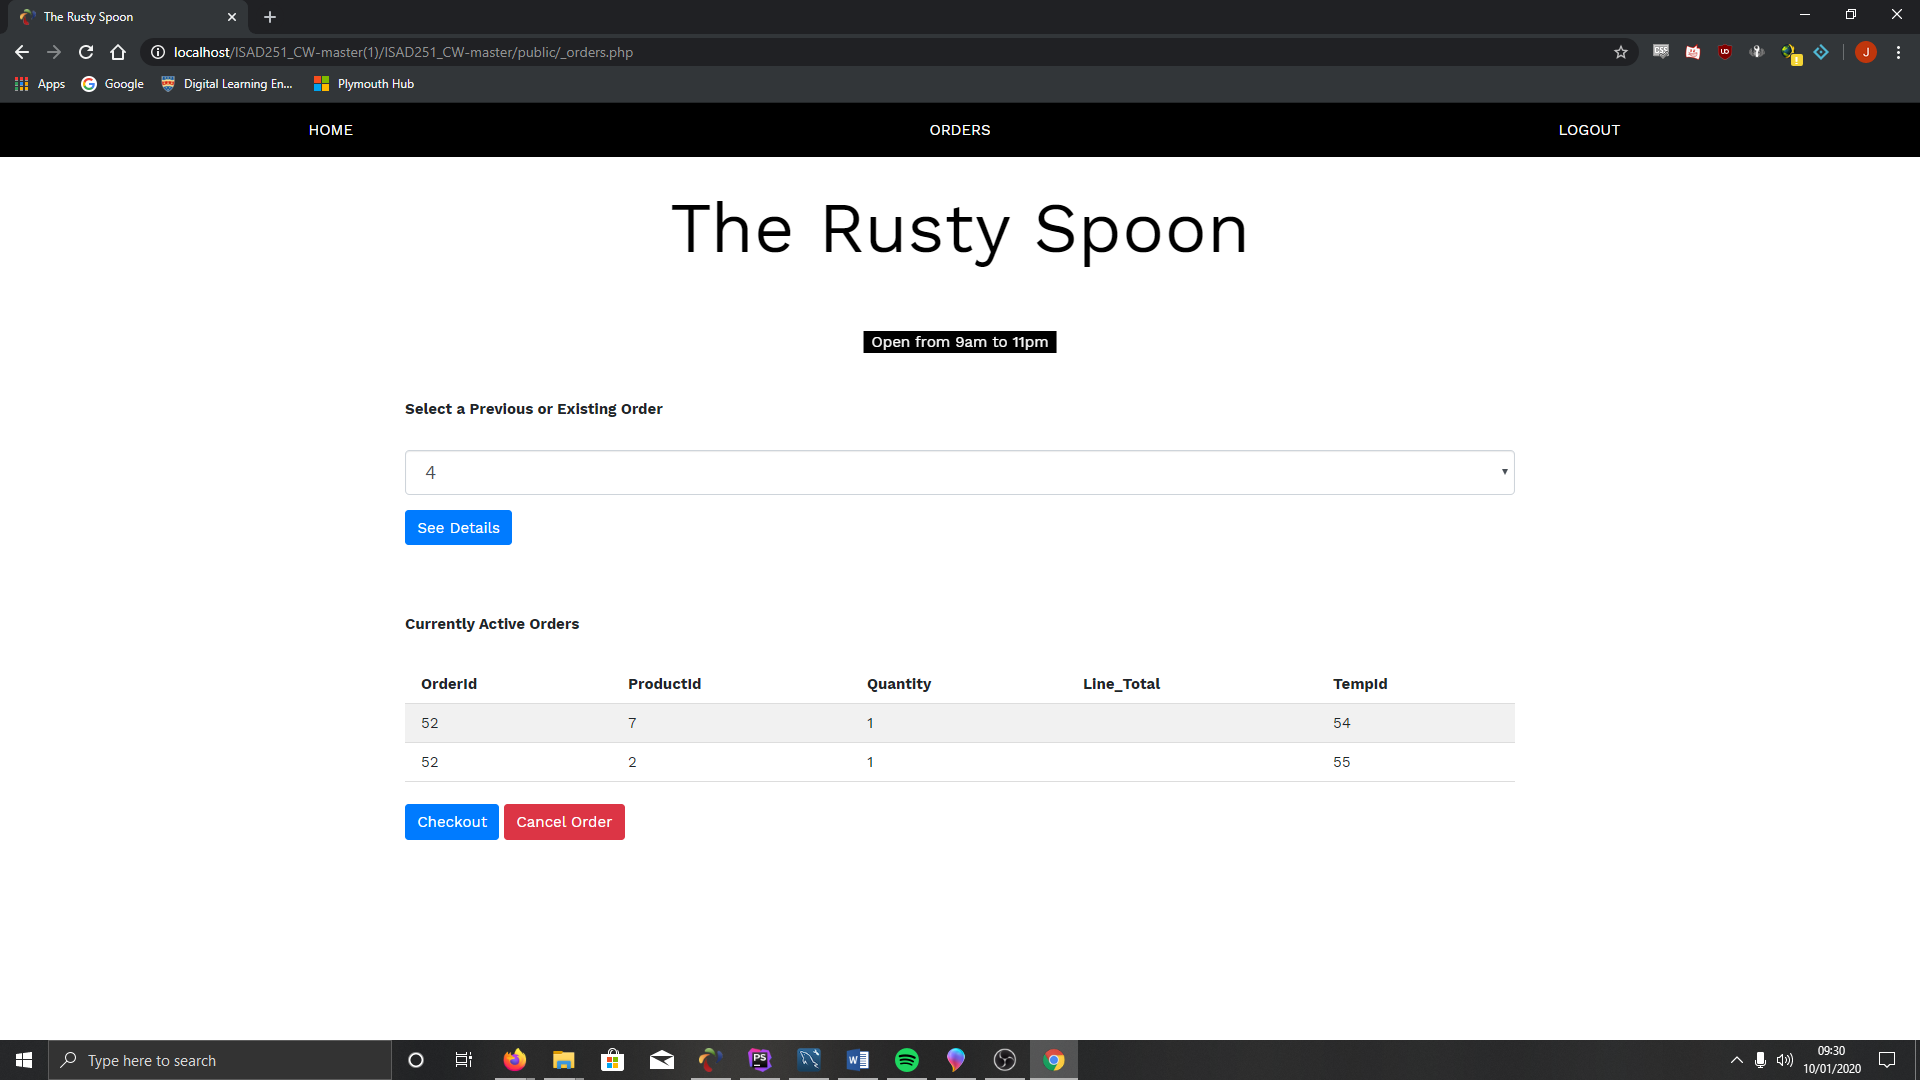 The Rusty Spoon
localhost/ISAD251_CW-master(1)/ISAD251_CW-master/public/_orders.php
Apps Google Digital Learning En... Plymouth Hub
HOME ORDERS LOGOUT
The Rusty Spoon
Open from 9am to 11pm
Select a Previous or Existing Order
4
See Details
Currently Active Orders
OrderId ProductId Quantity Line_Total TempId
52 7 1 54
52 2 1 55
Checkout Cancel Order
Type here to search
09:30
10/01/2020